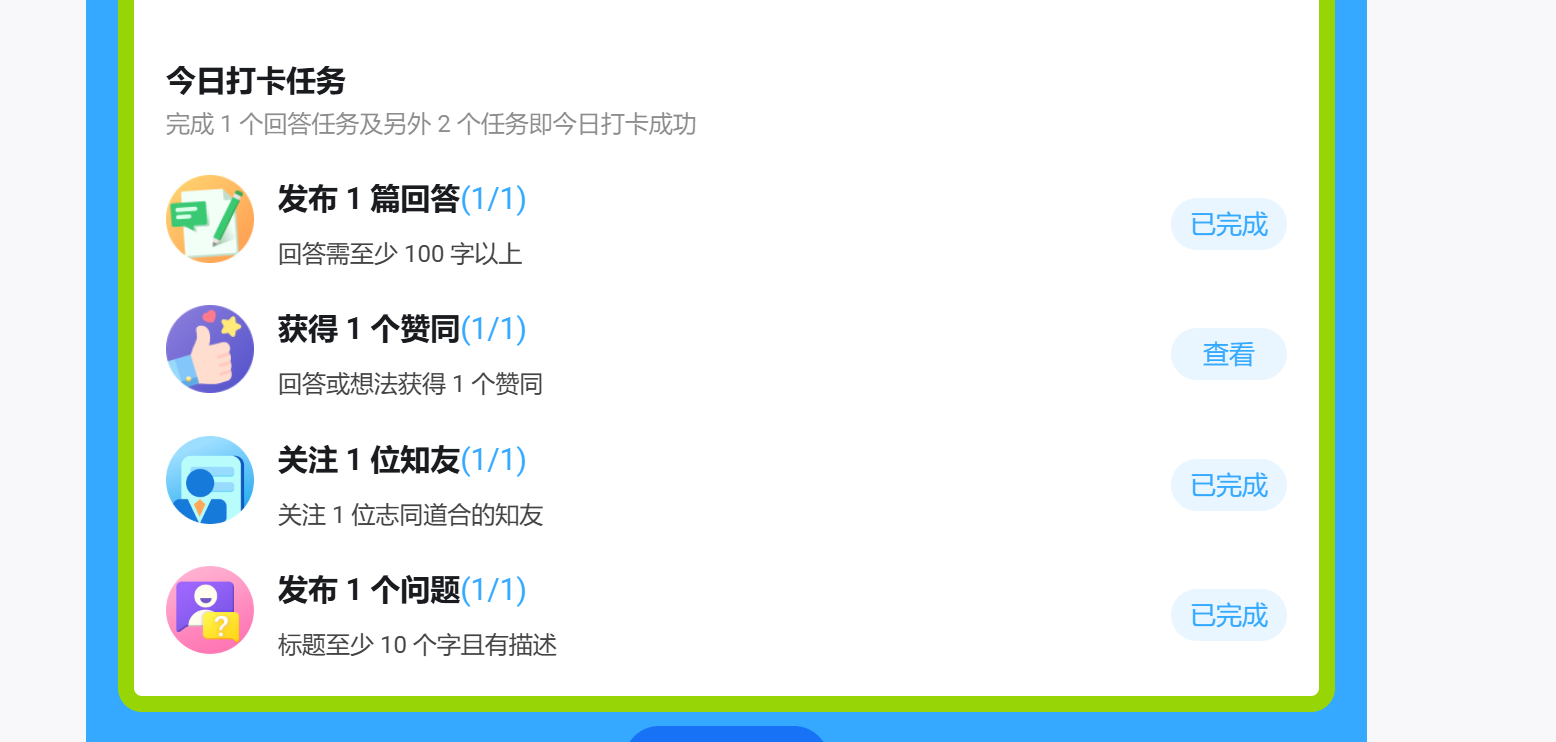 今日打卡任务
完成 1 个回答任务及另外 2 个任务即今日打卡成功
发布 1 篇回答(1/1)
回答需至少 100 字以上
已完成
获得 1 个赞同(1/1)
回答或想法获得 1 个赞同
查看
关注 1 位知友(1/1)
关注 1 位志同道合的知友
已完成
发布 1 个问题(1/1)
标题至少 10 个字且有描述
已完成